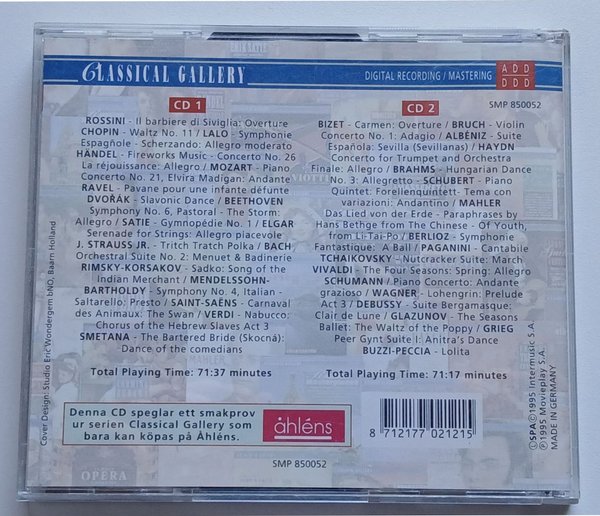 CLASSICAL GALLERY
DIGITAL RECORDING / MASTERING
ADD
DDD
SMP 850052
CD 1
ROSSINI - Il barbiere di Siviglia: Overture
CHOPIN - Waltz No. 11 / LALO - Symphonie
Espagñole - Scherzando: Allegro moderato
HÄNDEL - Fireworks Music - Concerto No. 26
La réjouissance: Allegro / MOZART - Piano
Concerto No. 21, Elvira Madigan: Andante
RAVEL - Pavane pour une infante défunte
DVOŘÁK - Slavonic Dance / BEETHOVEN
Symphony No. 6, Pastoral - The Storm:
Allegro / SATIE - Gymnopédie No. 1 / ELGAR
Serenade for Strings: Allegro piacevole
J. STRAUSS JR. - Tritch Tratch Polka / BACH
Orchestral Suite No. 2: Menuet & Badinerie
RIMSKY-KORSAKOV - Sadko: Song of the
Indian Merchant / MENDELSSOHN-
BARTHOLDY - Symphony No. 4, Italian -
Saltarello: Presto / SAINT-SAËNS - Carnaval
des Animaux: The Swan / VERDI - Nabucco:
Chorus of the Hebrew Slaves Act 3
SMETANA - The Bartered Bride (Skocná):
Dance of the comedians
Total Playing Time: 71:37 minutes
CD 2
BIZET - Carmen: Overture / BRUCH - Violin
Concerto No. 1: Adagio / ALBÉNIZ - Suite
Española: Sevilla (Sevillanas) / HAYDN
Concerto for Trumpet and Orchestra
Finale: Allegro / BRAHMS - Hungarian Dance
No. 3: Allegretto - SCHUBERT - Piano
Quintet: Forellenquintett - Tema con
variazioni: Andantino / MAHLER
Das Lied von der Erde - Paraphrases by
Hans Bethge from the Chinese - Of Youth,
from Li-Tai-Po / BERLIOZ - Symphonie
Fantastique: A Ball / PAGANINI - Cantabile
TCHAIKOVSKY - Nutcracker Suite: March
VIVALDI - The Four Seasons: Spring: Allegro
SCHUMANN - Piano Concerto: Andante
grazioso / WAGNER - Lohengrin: Prelude
Act 3 / DEBUSSY - Suite Bergamasque:
Clair de Lune / GLAZUNOV - The Seasons
Ballet: The Waltz of the Poppy / GRIEG
Peer Gynt Suite I: Anitra's Dance
BUZZI-PECCIA - Lolita
Total Playing Time: 71:17 minutes
Denna CD speglar ett smakprov
ur serien Classical Gallery som
bara kan köpas på Åhléns.
åhléns
8 712177 021215
SMP 850052
Cover Design: Studio Eric Wondergem bNO, Baarn Holland
©SPA©1995 Intermusic S.A.
℗1995 Movieplay S.A.
MADE IN GERMANY
OPÉRA